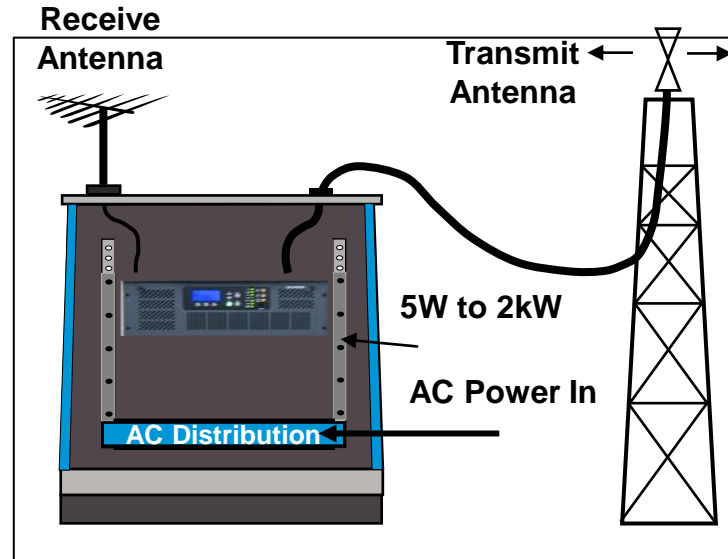 Receive
Antenna
Transmit
Antenna
5W to 2kW
AC Power In
AC Distribution